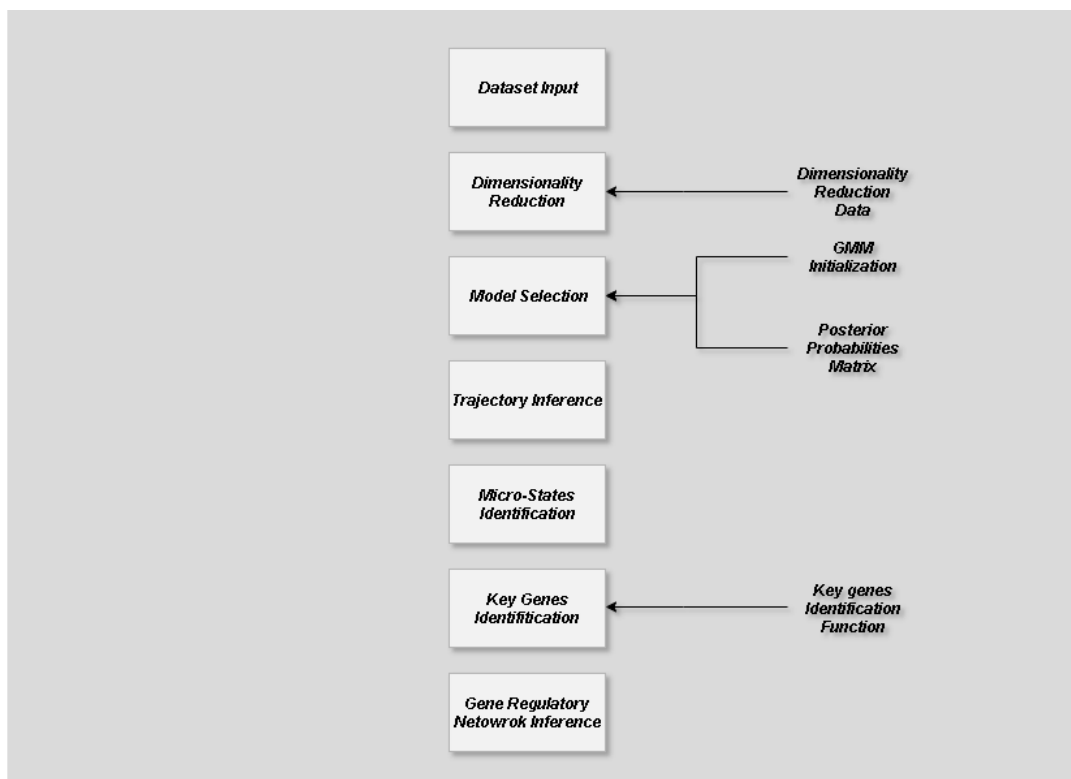 Dataset Input
Dimensionality
Reduction
Dimensionality
Reduction
Data
Model Selection
GMM
Initialization
Posterior
Probabilities
Matrix
Trajectory Inference
Micro-States
Identification
Key Genes
Identifitication
Key genes
Identification
Function
Gene Regulatory
Netowrok Inference